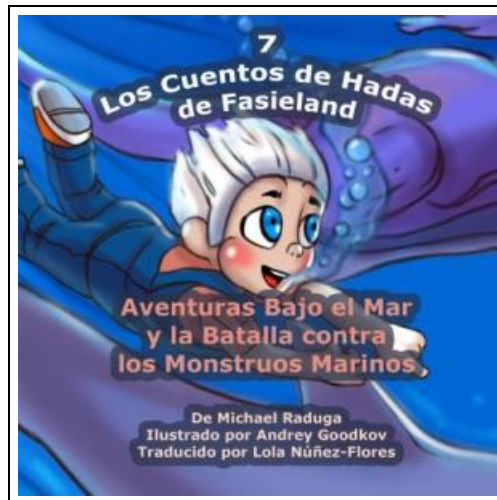 7
Los Cuentos de Hadas
de Fasieland
Aventuras Bajo el Mar
y la Batalla contra
los Monstruos Marinos
De Michael Raduga
Ilustrado por Andrey Goodkov
Traducido por Lola Núñez-Flores